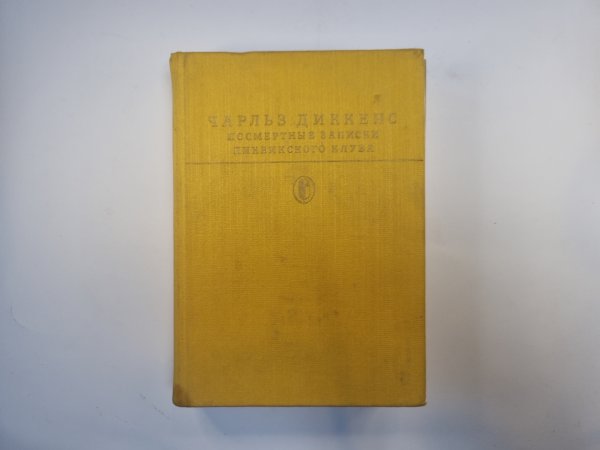 ЧАРЛЬЗ ДИККЕНС
ПОСМЕРТНЫЕ ЗАПИСКИ
ПИКВИКСКОГО КЛУБА